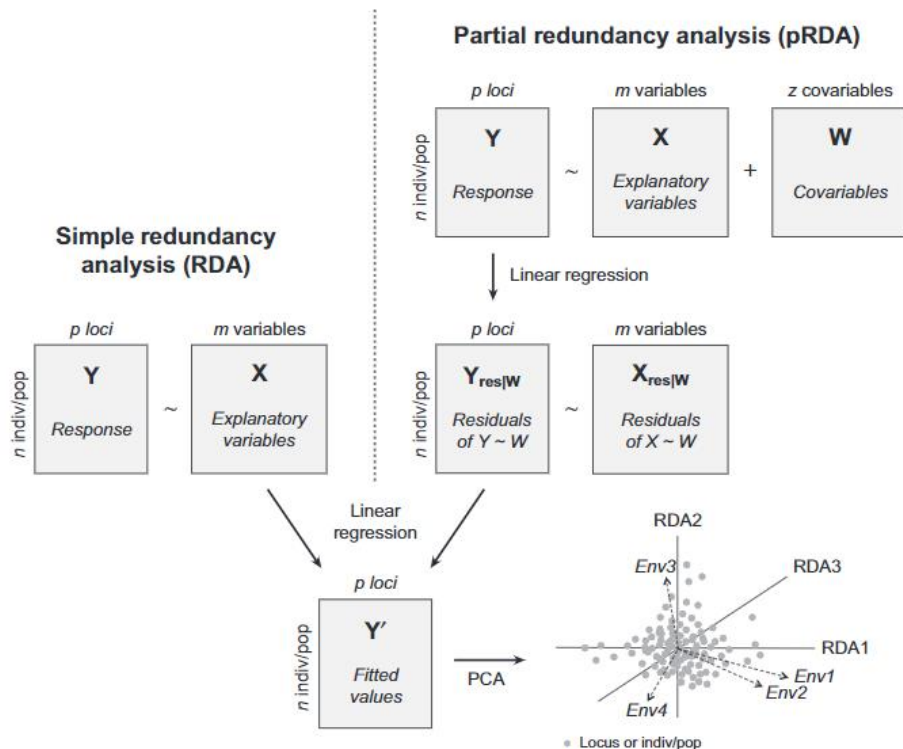 Partial redundancy analysis (pRDA)
p loci
m variables
z covariables
n indiv/pop
Y
Response
~
X
Explanatory
variables
+
W
Covariables
Linear regression
Simple redundancy
analysis (RDA)
p loci
m variables
n indiv/pop
Y
Response
~
X
Explanatory
variables
p loci
m variables
n indiv/pop
Yres|W
Residuals
of Y ~ W
~
Xres|W
Residuals
of X ~ W
Linear
regression
p loci
n indiv/pop
Y′
Fitted
values
PCA
RDA2
Env3
RDA3
RDA1
Env1
Env2
Env4
Locus or indiv/pop